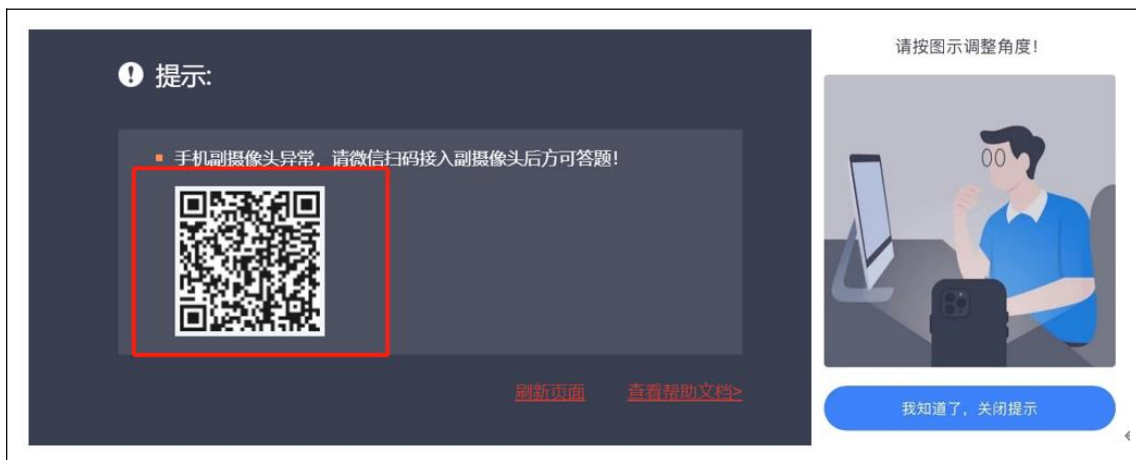 提示:
手机副摄像头异常，请微信扫码接入副摄像头后方可答题!
刷新页面 查看帮助文档>
请按图示调整角度!
我知道了，关闭提示